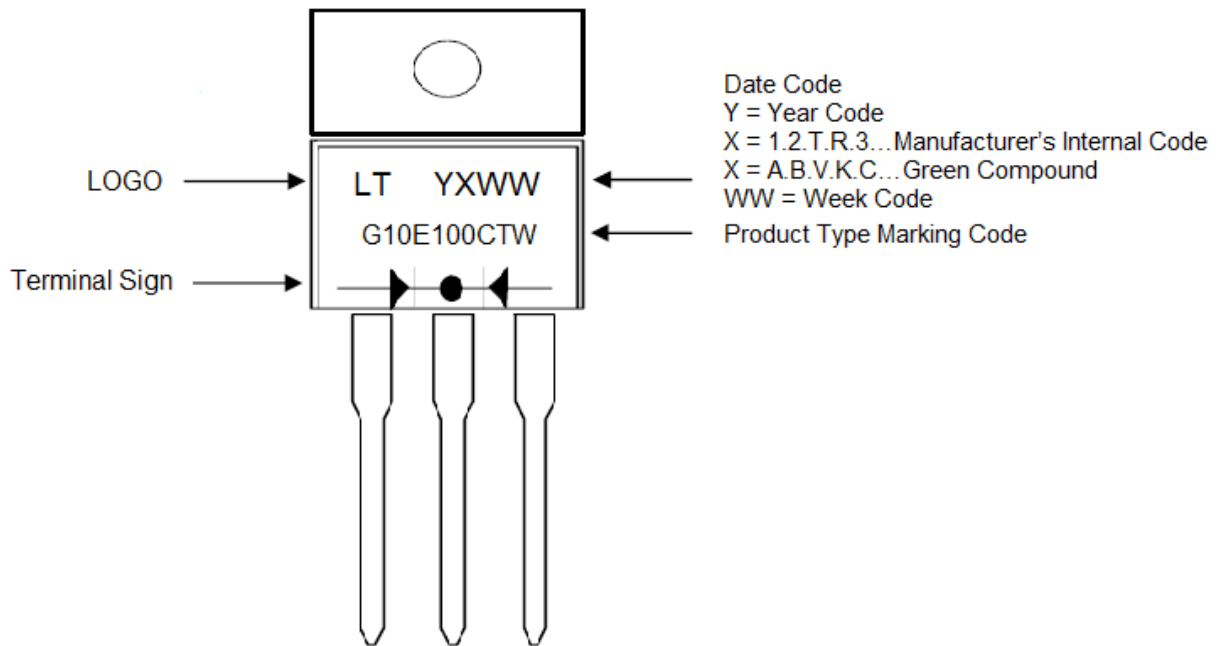 Date Code
Y = Year Code
X = 1.2.T.R.3...Manufacturer's Internal Code
X = A.B.V.K.C...Green Compound
WW = Week Code
LOGO
LT YXWW
G10E100CTW
Product Type Marking Code
Terminal Sign